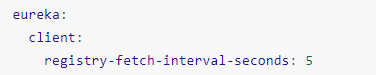 eureka:
  client:
    registry-fetch-interval-seconds: 5